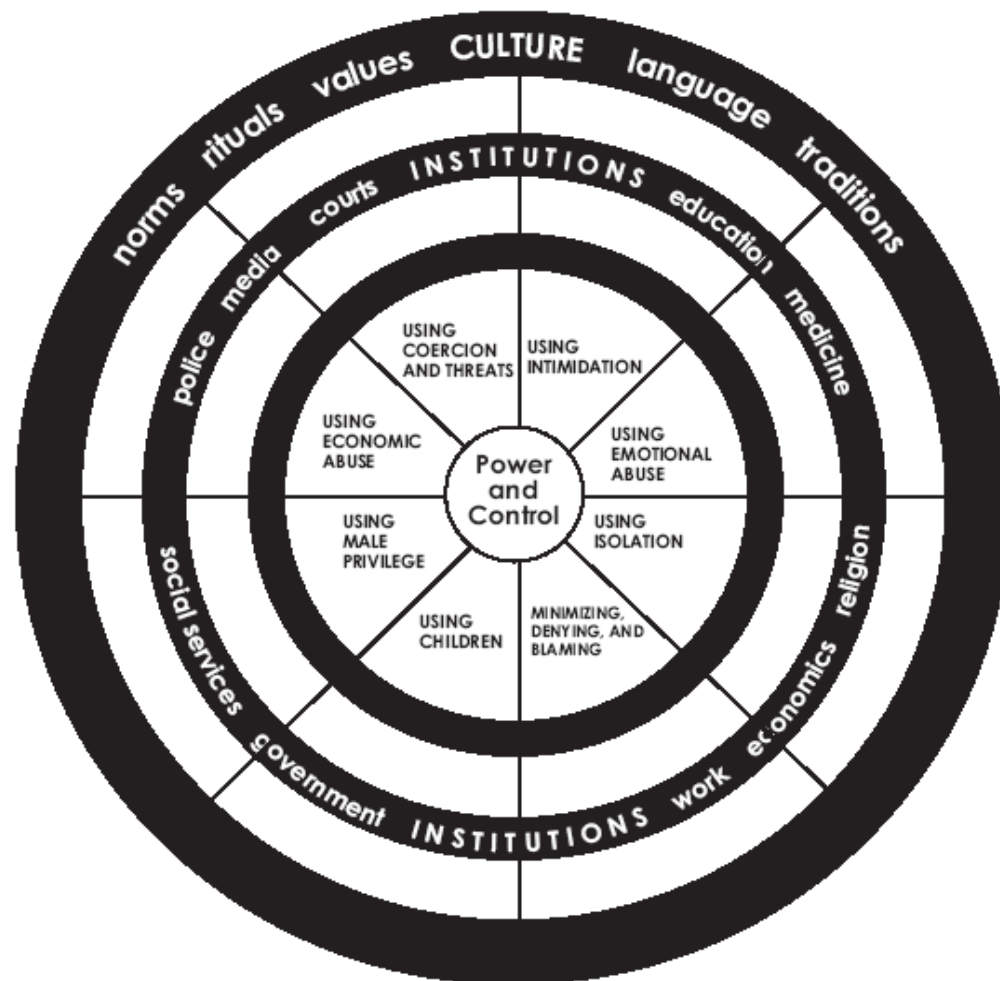 norms rituals values CULTURE language traditions
police media courts INSTITUTIONS education medicine
USING
COERCION
AND THREATS
USING
INTIMIDATION
USING
ECONOMIC
ABUSE
USING
EMOTIONAL
ABUSE
Power
and
Control
USING
MALE
PRIVILEGE
USING
ISOLATION
USING
CHILDREN
MINIMIZING,
DENYING, AND
BLAMING
social services government INSTITUTIONS work economics religion